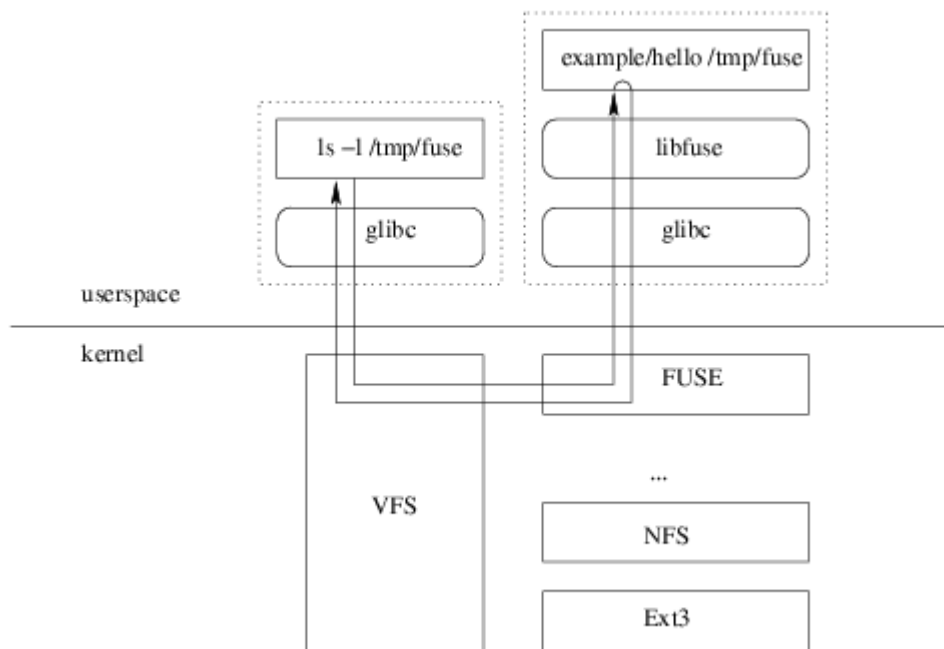 example/hello /tmp/fuse
ls –l /tmp/fuse
libfuse
glibc
glibc
userspace
kernel
FUSE
...
VFS
NFS
Ext3